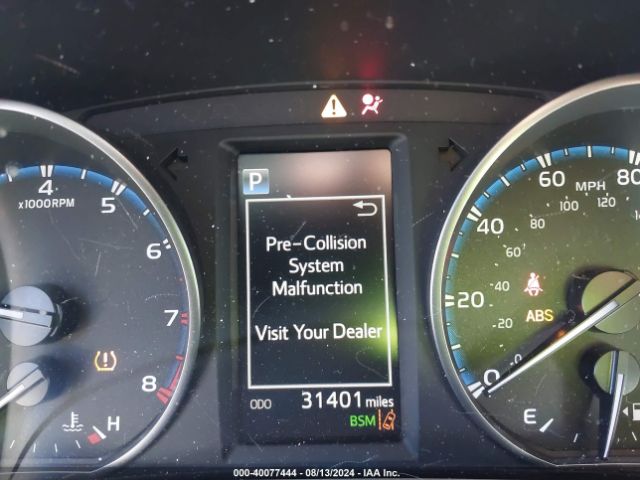 P
Pre-Collision
System
Malfunction
Visit Your Dealer
ODO 31401 miles
BSM
4 5 6 7 8
x1000RPM
H
0 20 40 60 80
MPH
0 20 40 60 80 100 120
ABS
E
000-40077444 - 08/13/2024 - IAA Inc.